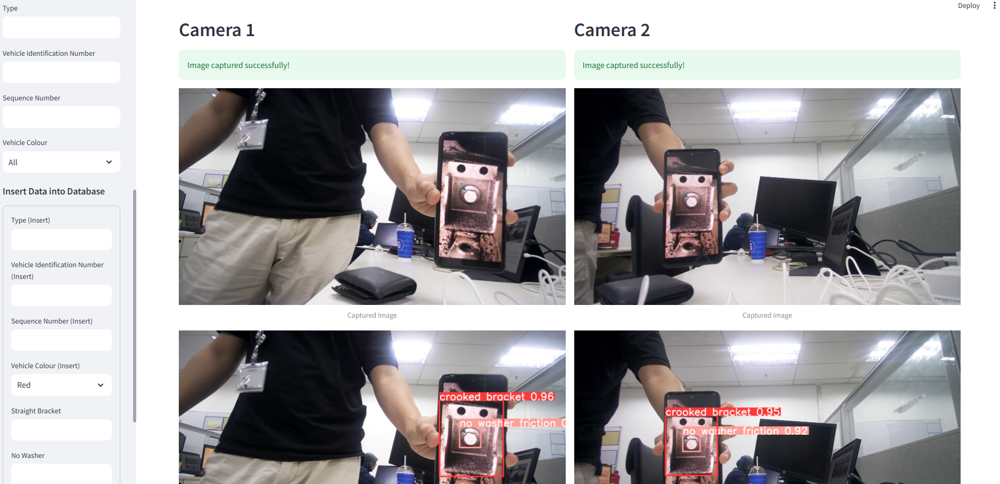 Type
Vehicle Identification Number
Sequence Number
Vehicle Colour
All
Insert Data into Database
Type (Insert)
Vehicle Identification Number
(Insert)
Sequence Number (Insert)
Vehicle Colour (Insert)
Red
Straight Bracket
No Washer
Deploy
Camera 1
Image captured successfully!
Captured Image
crooked bracket 0.96
no washer friction
Camera 2
Image captured successfully!
Captured Image
crooked bracket 0.95
no washer friction 0.92